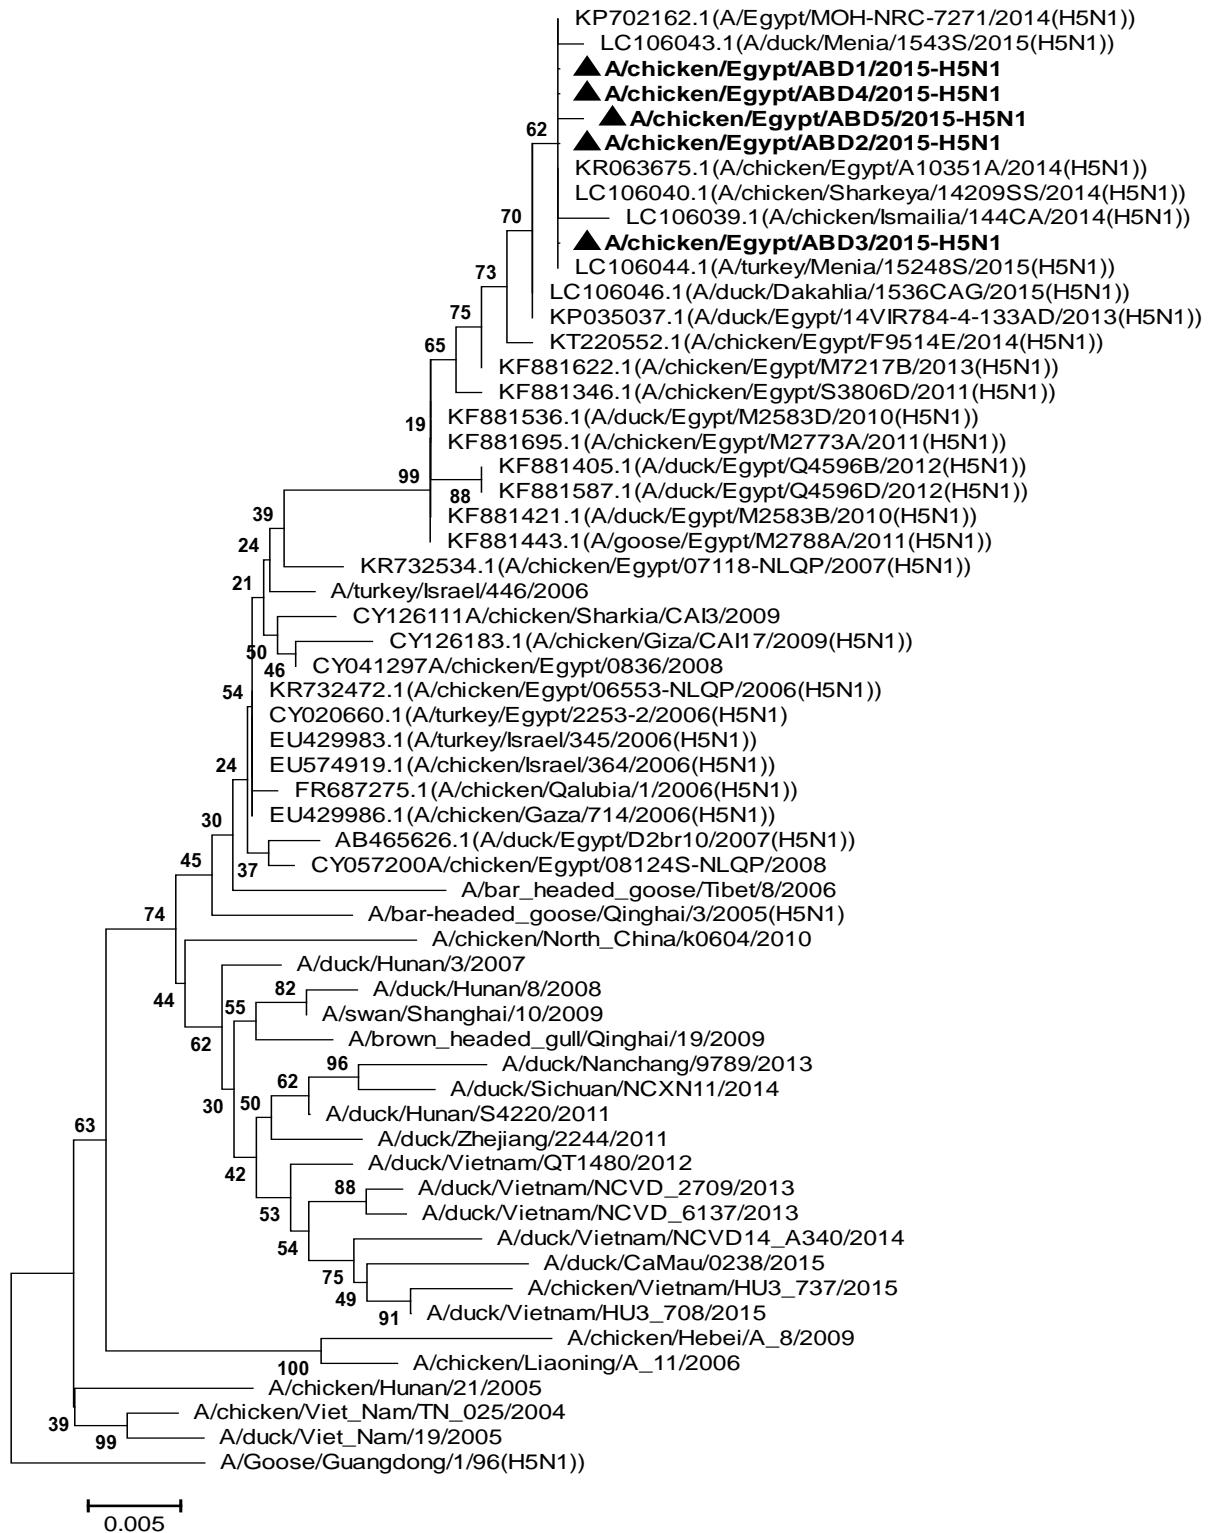 KP702162.1(A/Egypt/MOH-NRC-7271/2014(H5N1))
LC106043.1(A/duck/Menia/1543S/2015(H5N1))
A/chicken/Egypt/ABD1/2015-H5N1
A/chicken/Egypt/ABD4/2015-H5N1
A/chicken/Egypt/ABD5/2015-H5N1
62
A/chicken/Egypt/ABD2/2015-H5N1
KR063675.1(A/chicken/Egypt/A10351A/2014(H5N1))
LC106040.1(A/chicken/Sharkeya/14209SS/2014(H5N1))
70
LC106039.1(A/chicken/Ismailia/144CA/2014(H5N1))
A/chicken/Egypt/ABD3/2015-H5N1
73
LC106044.1(A/turkey/Menia/15248S/2015(H5N1))
LC106046.1(A/duck/Dakahlia/1536CAG/2015(H5N1))
75
KP035037.1(A/duck/Egypt/14VIR784-4-133AD/2013(H5N1))
65
KT220552.1(A/chicken/Egypt/F9514E/2014(H5N1))
KF881622.1(A/chicken/Egypt/M7217B/2013(H5N1))
KF881346.1(A/chicken/Egypt/S3806D/2011(H5N1))
19
KF881536.1(A/duck/Egypt/M2583D/2010(H5N1))
KF881695.1(A/chicken/Egypt/M2773A/2011(H5N1))
99
KF881405.1(A/duck/Egypt/Q4596B/2012(H5N1))
88
KF881587.1(A/duck/Egypt/Q4596D/2012(H5N1))
39
KF881421.1(A/duck/Egypt/M2583B/2010(H5N1))
24
KF881443.1(A/goose/Egypt/M2788A/2011(H5N1))
KR732534.1(A/chicken/Egypt/07118-NLQP/2007(H5N1))
21
A/turkey/Israel/446/2006
CY126111A/chicken/Sharkia/CAI3/2009
50
CY126183.1(A/chicken/Giza/CAI17/2009(H5N1))
46
CY041297A/chicken/Egypt/0836/2008
54
KR732472.1(A/chicken/Egypt/06553-NLQP/2006(H5N1))
CY020660.1(A/turkey/Egypt/2253-2/2006(H5N1)
EU429983.1(A/turkey/Israel/345/2006(H5N1))
24
EU574919.1(A/chicken/Israel/364/2006(H5N1))
FR687275.1(A/chicken/Qalubia/1/2006(H5N1))
30
EU429986.1(A/chicken/Gaza/714/2006(H5N1))
AB465626.1(A/duck/Egypt/D2br10/2007(H5N1))
45
37
CY057200A/chicken/Egypt/08124S-NLQP/2008
A/bar_headed_goose/Tibet/8/2006
74
A/bar-headed_goose/Qinghai/3/2005(H5N1)
A/chicken/North_China/k0604/2010
A/duck/Hunan/3/2007
44
82
A/duck/Hunan/8/2008
55
A/swan/Shanghai/10/2009
62
A/brown_headed_gull/Qinghai/19/2009
96
A/duck/Nanchang/9789/2013
62
A/duck/Sichuan/NCXN11/2014
30
50
A/duck/Hunan/S4220/2011
63
A/duck/Zhejiang/2244/2011
42
A/duck/Vietnam/QT1480/2012
88
A/duck/Vietnam/NCVD_2709/2013
53
A/duck/Vietnam/NCVD_6137/2013
54
A/duck/Vietnam/NCVD14_A340/2014
75
A/duck/CaMau/0238/2015
49
A/chicken/Vietnam/HU3_737/2015
91
A/duck/Vietnam/HU3_708/2015
A/chicken/Hebei/A_8/2009
100
A/chicken/Liaoning/A_11/2006
A/chicken/Hunan/21/2005
39
A/chicken/Viet_Nam/TN_025/2004
99
A/duck/Viet_Nam/19/2005
A/Goose/Guangdong/1/96(H5N1))
0.005